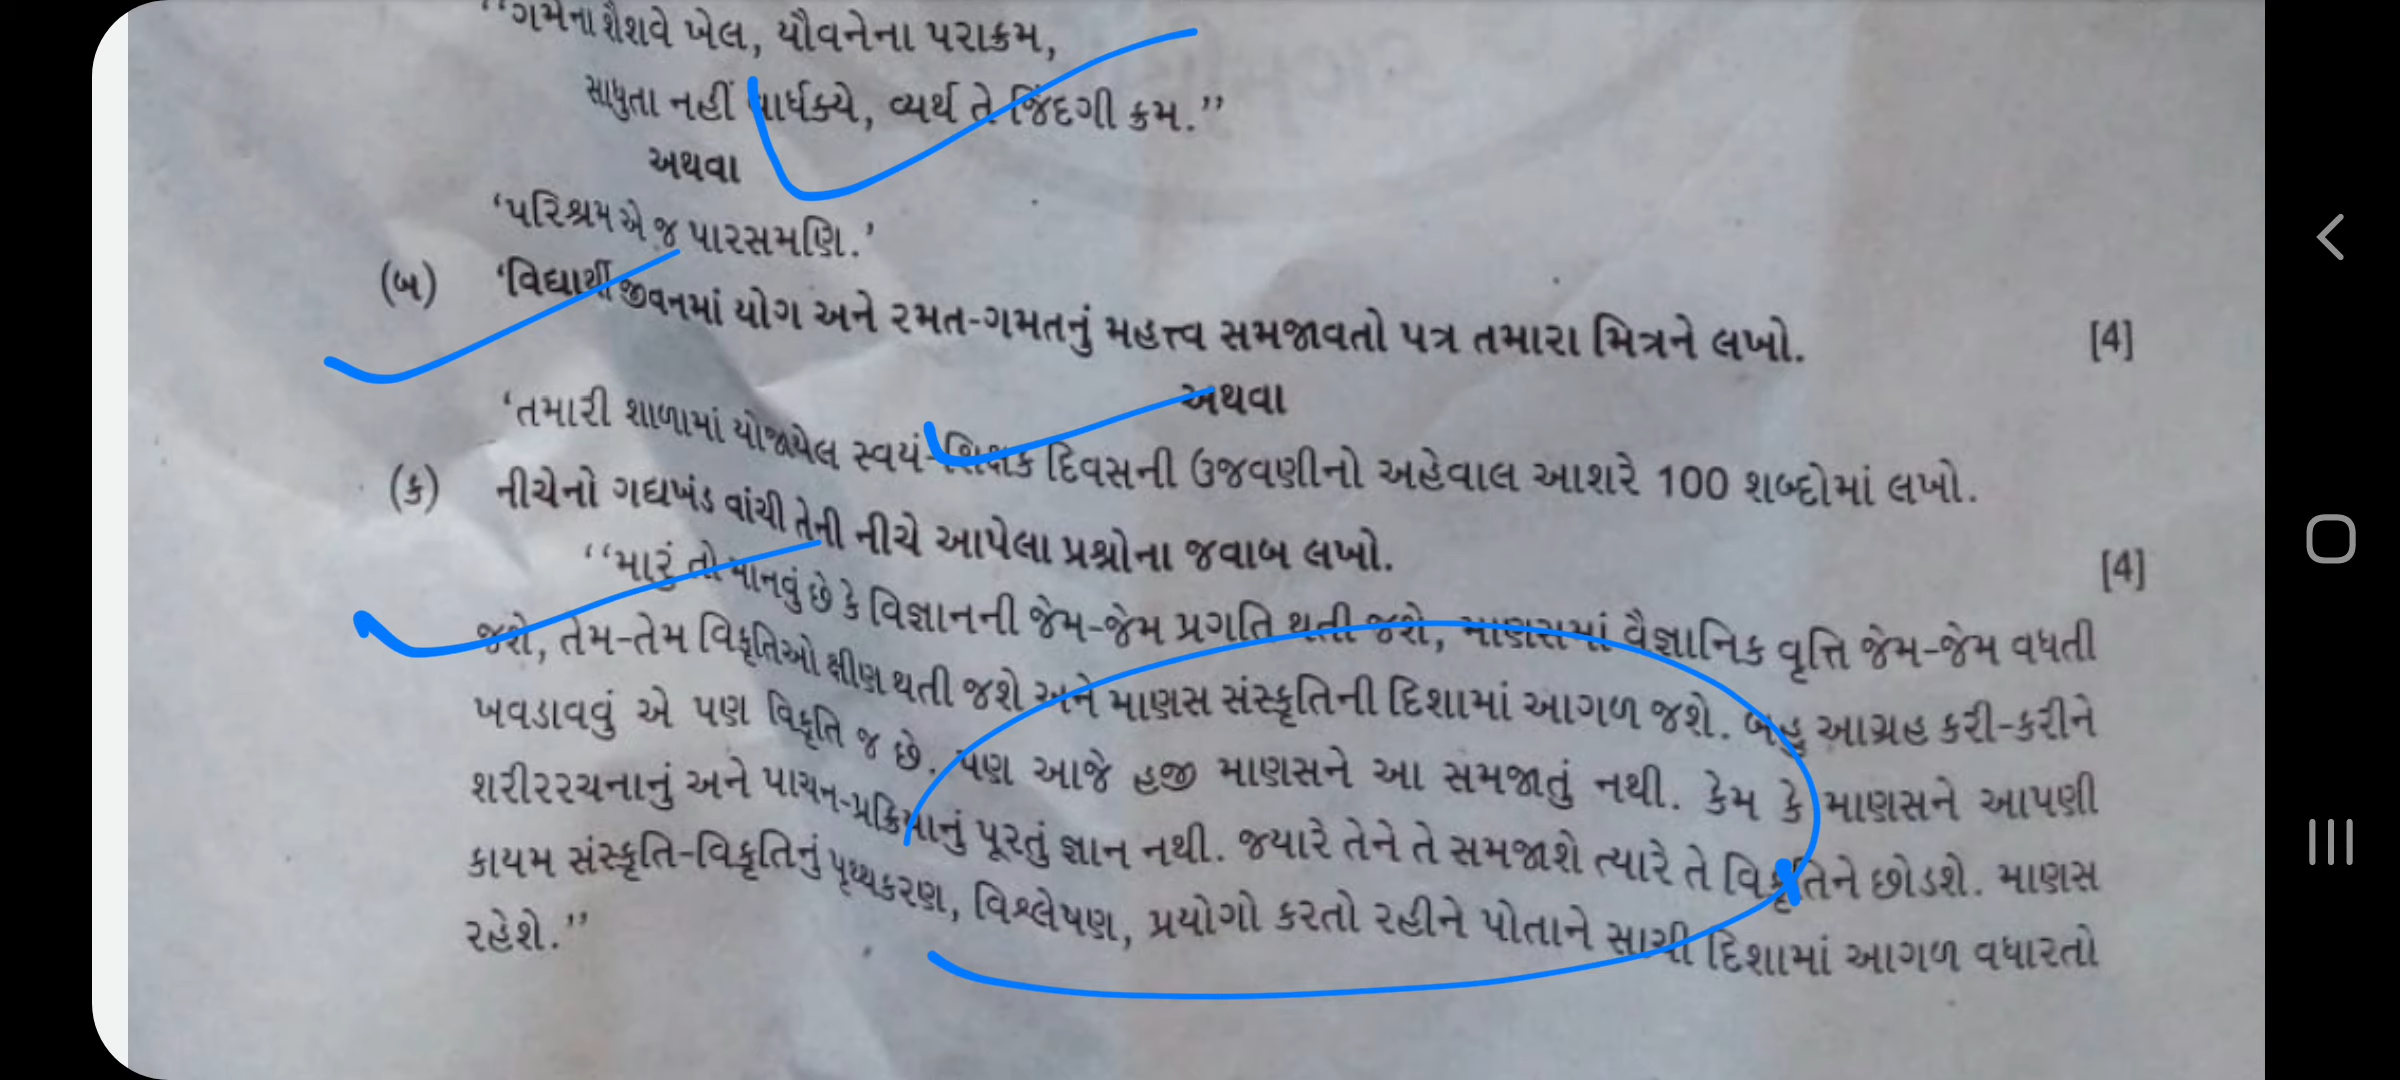 “ગમેના શૈશવે ખેલ, યૌવનેના પરાક્રમ,
સાધુતા નહીં વાર્ધક્યે, વ્યર્થ તે જિંદગી ક્રમ.”
અથવા
‘પરિશ્રમ એ જ પારસમણિ.’
(બ) ‘વિદ્યાર્થીજીવનમાં યોગ અને રમત-ગમતનું મહત્ત્વ સમજાવતો પત્ર તમારા મિત્રને લખો. [4]
અથવા
‘તમારી શાળામાં યોજાયેલ સ્વયં-શિક્ષક દિવસની ઉજવણીનો અહેવાલ આશરે 100 શબ્દોમાં લખો.
(ક) નીચેનો ગદ્યખંડ વાંચી તેની નીચે આપેલા પ્રશ્નોના જવાબ લખો. [4]
“મારું તો માનવું છે કે વિજ્ઞાનની જેમ-જેમ પ્રગતિ થતી જશે, માણસમાં વૈજ્ઞાનિક વૃત્તિ જેમ-જેમ વધતી
જશે, તેમ-તેમ વિકૃતિઓ ક્ષીણ થતી જશે અને માણસ સંસ્કૃતિની દિશામાં આગળ જશે. બહુ આગ્રહ કરી-કરીને
ખવડાવવું એ પણ વિકૃતિ જ છે. પણ આજે હજી માણસને આ સમજાતું નથી. કેમ કે માણસને આપણી
શરીરરચનાનું અને પાચન-પ્રક્રિયાનું પૂરતું જ્ઞાન નથી. જ્યારે તેને તે સમજાશે ત્યારે તે વિકૃતિને છોડશે. માણસ
કાયમ સંસ્કૃતિ-વિકૃતિનું પૃથ્થકરણ, વિશ્લેષણ, પ્રયોગો કરતો રહીને પોતાને સાચી દિશામાં આગળ વધારતો
રહેશે.”